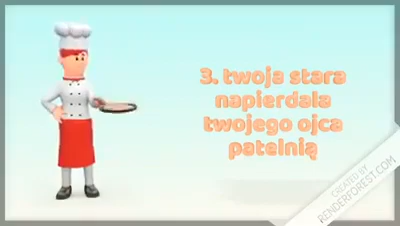 3. twoja stara
napierdala
twojego ojca
patelnią
CREATED BY
RENDERFOREST.COM